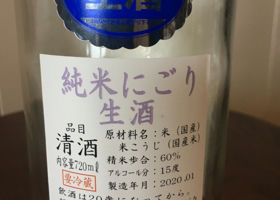 生酒
純米にごり
生酒
品目
清酒
内容量720ml
要冷蔵
原材料名：米（国産）
米こうじ（国産米）
精米歩合：60%
アルコール分：15度
製造年月：2020.01
飲酒は20歳になってから。